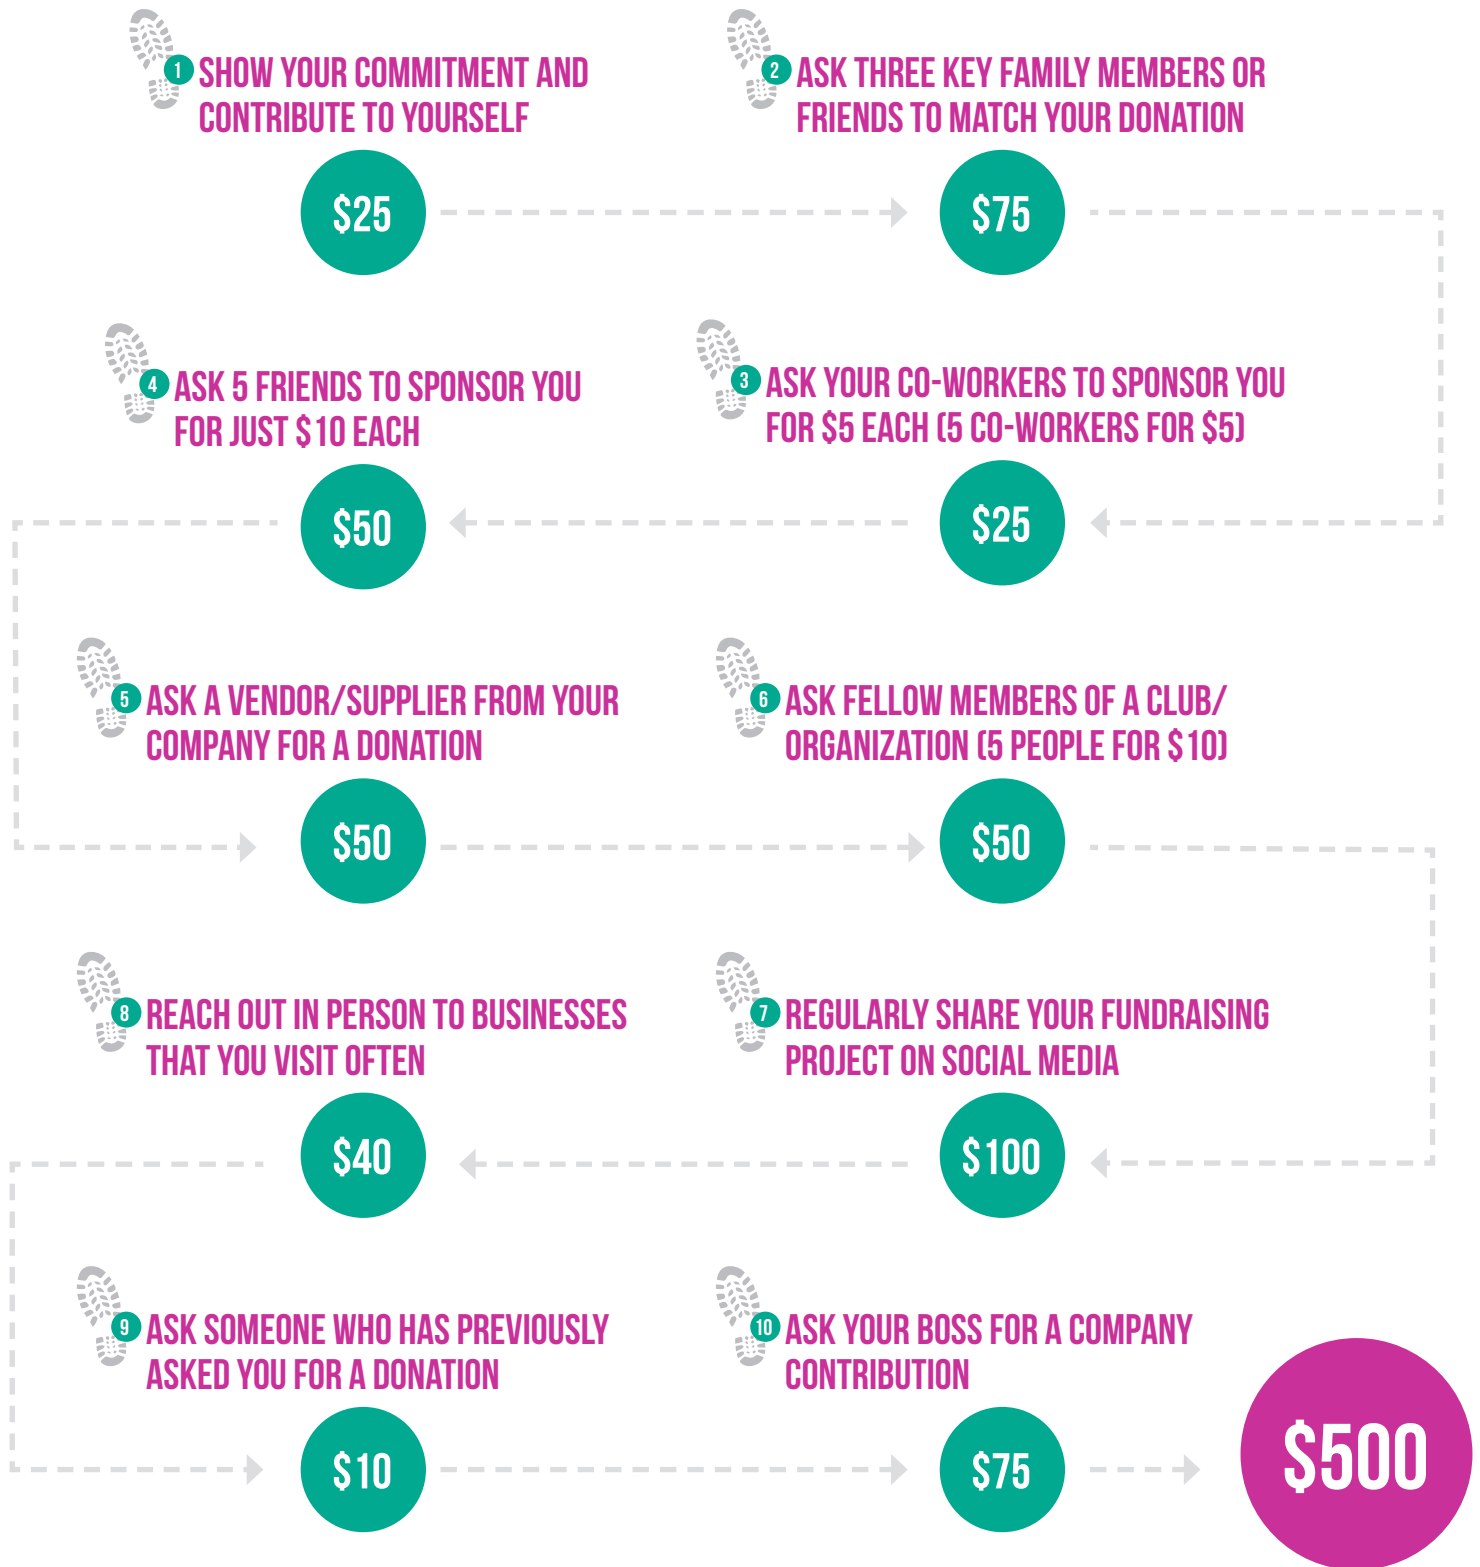 1 SHOW YOUR COMMITMENT AND
CONTRIBUTE TO YOURSELF
$25
2 ASK THREE KEY FAMILY MEMBERS OR
FRIENDS TO MATCH YOUR DONATION
$75
3 ASK YOUR CO-WORKERS TO SPONSOR YOU
FOR $5 EACH (5 CO-WORKERS FOR $5)
$25
4 ASK 5 FRIENDS TO SPONSOR YOU
FOR JUST $10 EACH
$50
5 ASK A VENDOR/SUPPLIER FROM YOUR
COMPANY FOR A DONATION
$50
6 ASK FELLOW MEMBERS OF A CLUB/
ORGANIZATION (5 PEOPLE FOR $10)
$50
7 REGULARLY SHARE YOUR FUNDRAISING
PROJECT ON SOCIAL MEDIA
$100
8 REACH OUT IN PERSON TO BUSINESSES
THAT YOU VISIT OFTEN
$40
9 ASK SOMEONE WHO HAS PREVIOUSLY
ASKED YOU FOR A DONATION
$10
10 ASK YOUR BOSS FOR A COMPANY
CONTRIBUTION
$75
$500